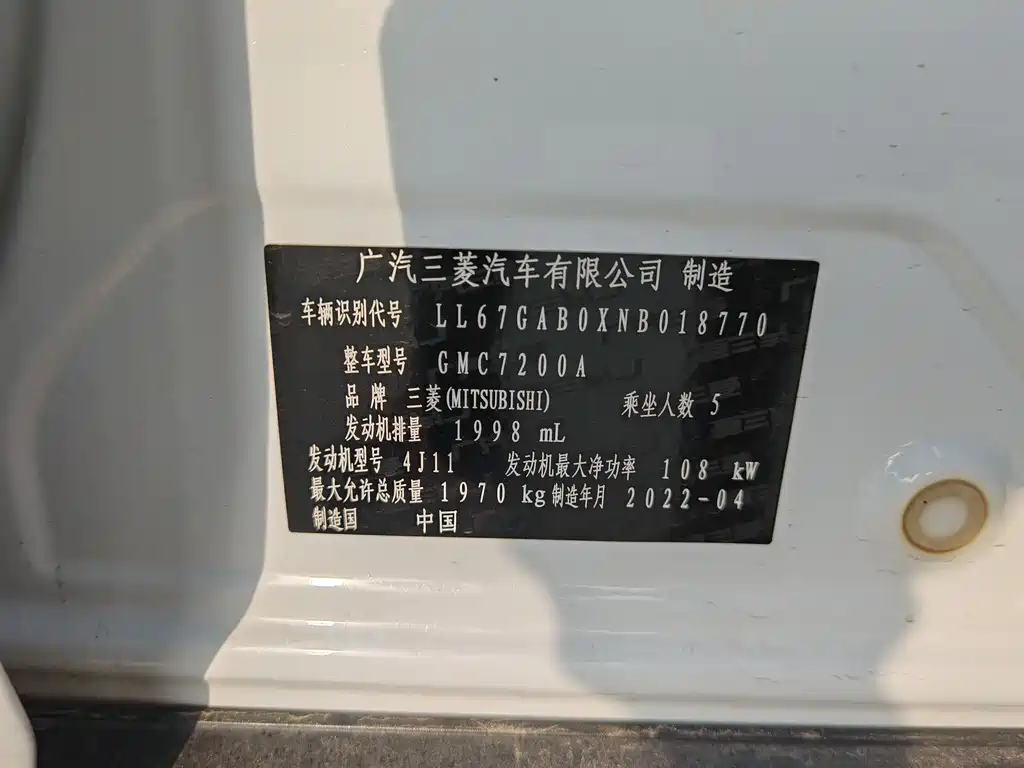 广汽三菱汽车有限公司 制造
车辆识别代号 LL67GAB0XNB018770
整车型号 GMC7200A
品牌 三菱(MITSUBISHI) 乘坐人数 5
发动机排量 1998 mL
发动机型号 4J11 发动机最大净功率 108 kW
最大允许总质量 1970 kg 制造年月 2022-04
制造国 中国